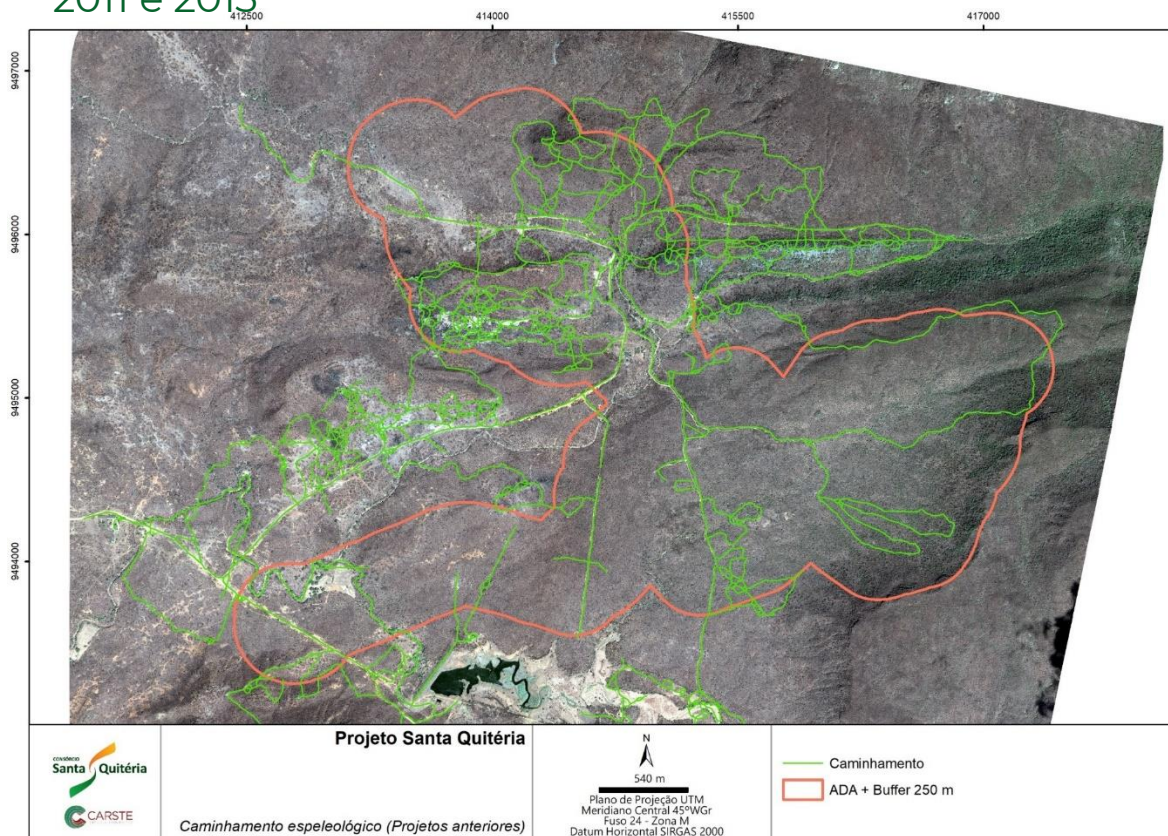 2011 e 2013
412500
414000
415500
417000
9497000
9496000
9495000
9494000
CONSÓRCIO
Santa Quitéria
CARSTE
Projeto Santa Quitéria
Caminhamento espeleológico (Projetos anteriores)
N
540 m
Plano de Projeção UTM
Meridiano Central 45°WGr
Fuso 24 - Zona M
Datum Horizontal SIRGAS 2000
Caminhamento
ADA + Buffer 250 m